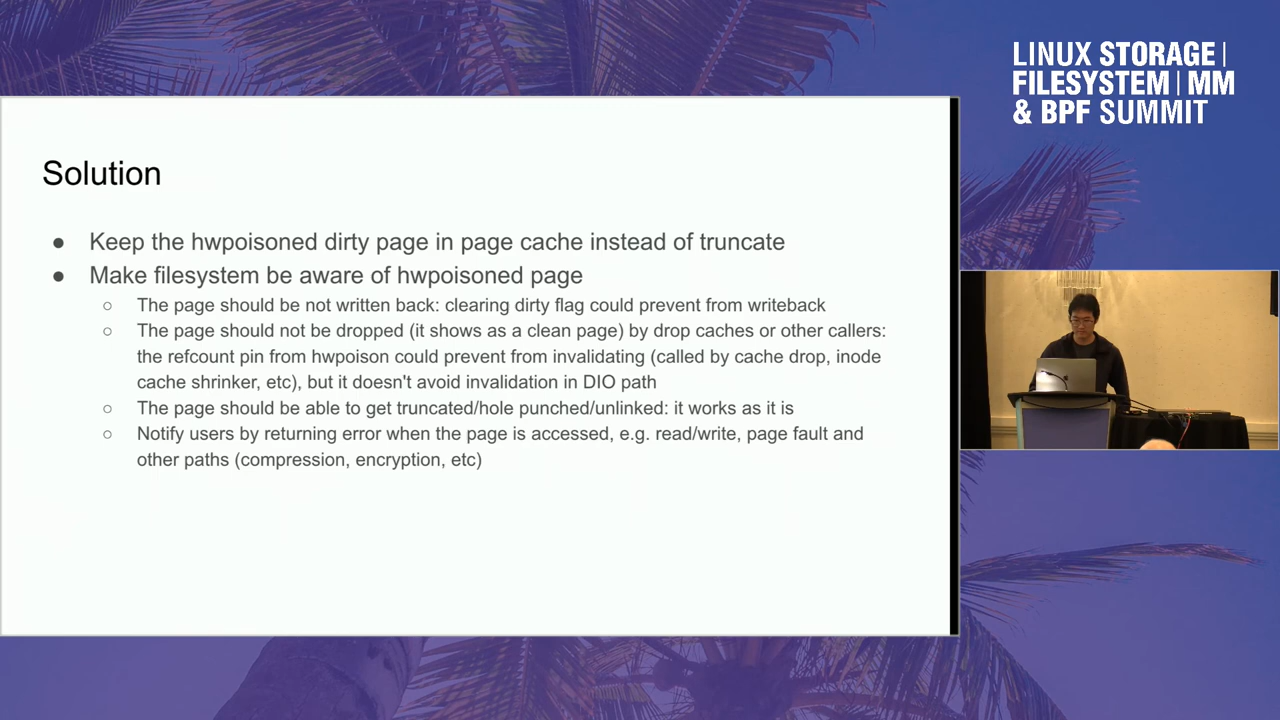 LINUX STORAGE |
FILESYSTEM | MM
& BPF SUMMIT
Solution
● Keep the hwpoisoned dirty page in page cache instead of truncate
● Make filesystem be aware of hwpoisoned page
○ The page should be not written back: clearing dirty flag could prevent from writeback
○ The page should not be dropped (it shows as a clean page) by drop caches or other callers:
the refcount pin from hwpoison could prevent from invalidating (called by cache drop, inode
cache shrinker, etc), but it doesn't avoid invalidation in DIO path
○ The page should be able to get truncated/hole punched/unlinked: it works as it is
○ Notify users by returning error when the page is accessed, e.g. read/write, page fault and
other paths (compression, encryption, etc)